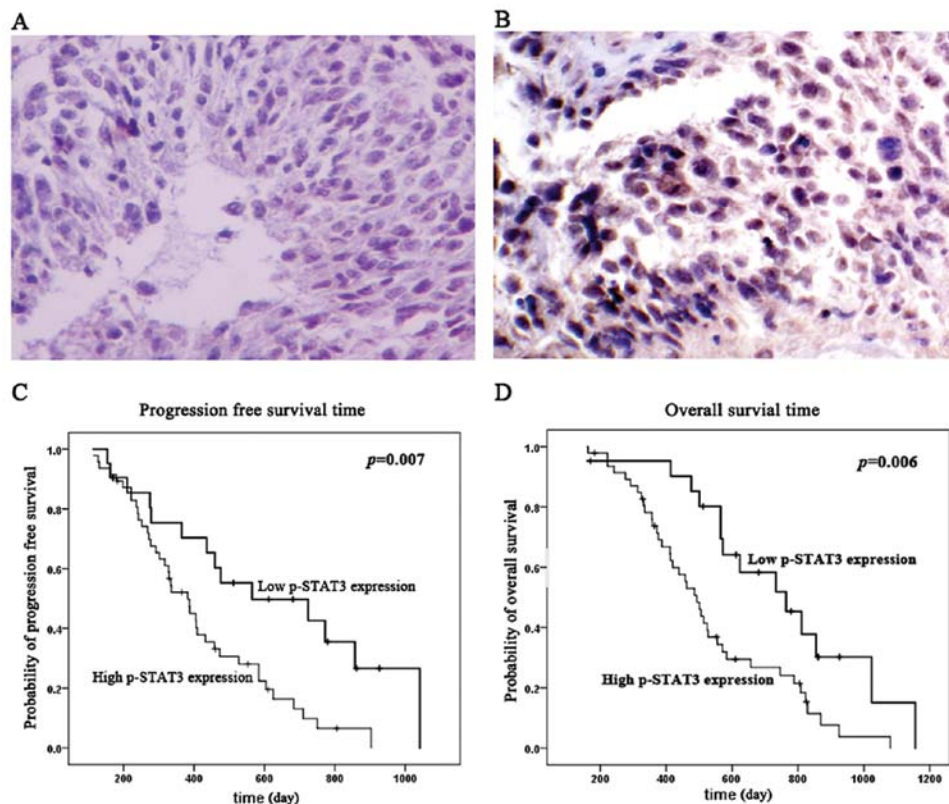 A
B
C
Progression free survival time
Probability of progression free survival
1.0
0.8
0.6
0.4
0.2
0.0
p=0.007
Low p-STAT3 expression
High p-STAT3 expression
200
400
600
800
1000
time (day)
D
Overall survial time
Probability of overall survival
1.0
0.8
0.6
0.4
0.2
0.0
p=0.006
Low p-STAT3 expression
High p-STAT3 expression
200
400
600
800
1000
1200
time (day)